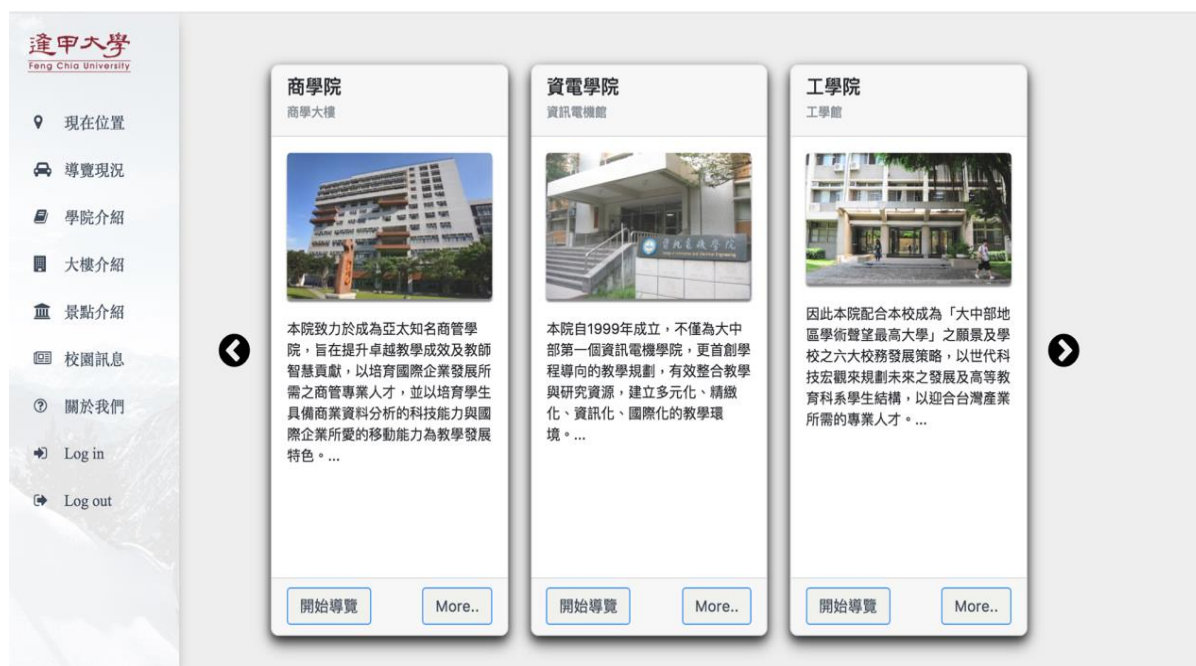 逢甲大學
Feng Chia University
現在位置
導覽現況
學院介紹
大樓介紹
景點介紹
校園訊息
關於我們
Log in
Log out
商學院
商學大樓
本院致力於成為亞太知名商管學
院，旨在提升卓越教學成效及教師
智慧貢獻，以培育國際企業發展所
需之商管專業人才，並以培育學生
具備商業資料分析的科技能力與國
際企業所愛的移動能力為教學發展
特色。...
開始導覽
More..
資電學院
資訊電機館
資訊電機學院
本院自1999年成立，不僅為大中
部第一個資訊電機學院，更首創學
程導向的教學規劃，有效整合教學
與研究資源，建立多元化、精緻
化、資訊化、國際化的教學環
境。...
開始導覽
More..
工學院
工學館
因此本院配合本校成為「大中部地
區學術聲望最高大學」之願景及學
校之六大校務發展策略，以世代科
技宏觀來規劃未來之發展及高等教
育科系學生結構，以迎合台灣產業
所需的專業人才。...
開始導覽
More..